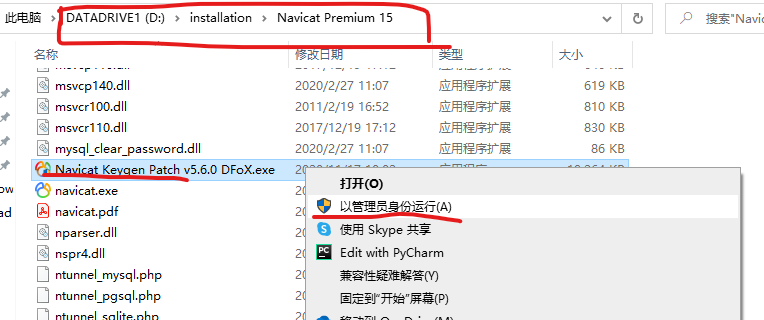 此电脑 › DATADRIVE1 (D:) › installation › Navicat Premium 15 搜索"Navic
名称 修改日期 类型 大小
msvcp140.dll 2020/2/27 11:07 应用程序扩展 619 KB
msvcr100.dll 2011/2/19 16:52 应用程序扩展 810 KB
msvcr110.dll 2017/12/19 17:12 应用程序扩展 830 KB
mysql_clear_password.dll 2020/2/27 11:07 应用程序扩展 86 KB
Navicat Keygen Patch v5.6.0 DFoX.exe
navicat.exe
navicat.pdf
nparser.dll
nspr4.dll
ntunnel_mysql.php
ntunnel_pgsql.php
ntunnel_sqlite.php
打开(O)
以管理员身份运行(A)
使用 Skype 共享
Edit with PyCharm
兼容性疑难解答(Y)
固定到"开始"屏幕(P)